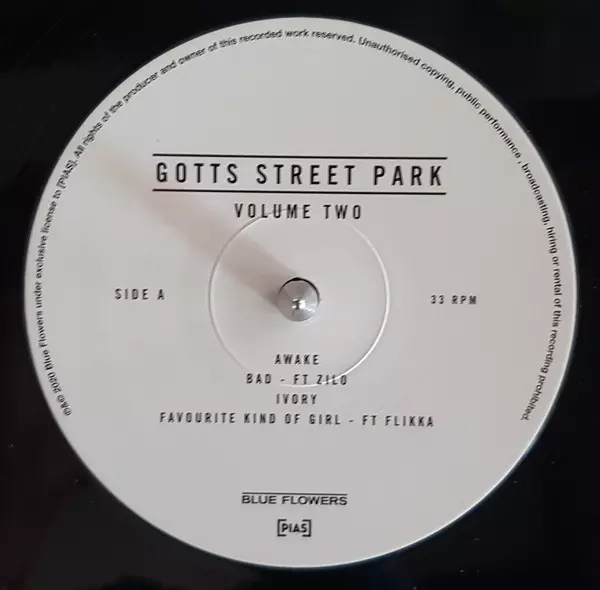 ℗&© 2020 Blue Flowers under exclusive license to [PIAS]. All rights of the producer and owner of this recorded work reserved. Unauthorised copying, public performance, broadcasting, hiring or rental of this recording prohibited.
GOTTS STREET PARK
VOLUME TWO
SIDE A
33 RPM
AWAKE
BAD - FT ZILO
IVORY
FAVOURITE KIND OF GIRL - FT FLIKKA
BLUE FLOWERS
[PIAS]